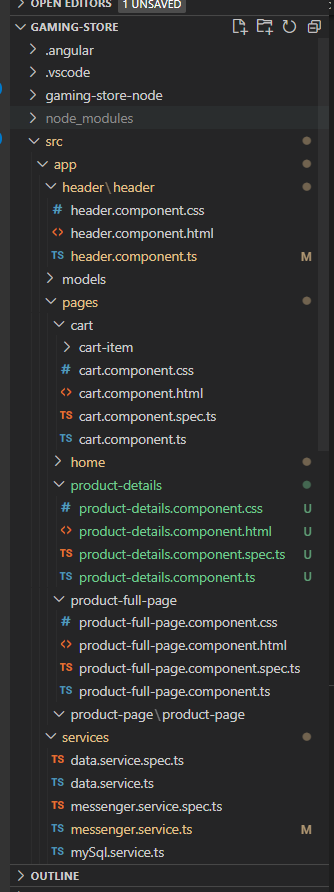 OPEN EDITORS 1 UNSAVED
GAMING-STORE
.angular
.vscode
gaming-store-node
node_modules
src
app
header\header
# header.component.css
<> header.component.html
TS header.component.ts M
models
pages
cart
cart-item
# cart.component.css
<> cart.component.html
TS cart.component.spec.ts
TS cart.component.ts
home
product-details
# product-details.component.css U
<> product-details.component.html U
TS product-details.component.spec.ts U
TS product-details.component.ts U
product-full-page
# product-full-page.component.css
<> product-full-page.component.html
TS product-full-page.component.spec.ts
TS product-full-page.component.ts
product-page\product-page
services
TS data.service.spec.ts
TS data.service.ts
TS messenger.service.spec.ts
TS messenger.service.ts M
TS mySql.service.ts
OUTLINE